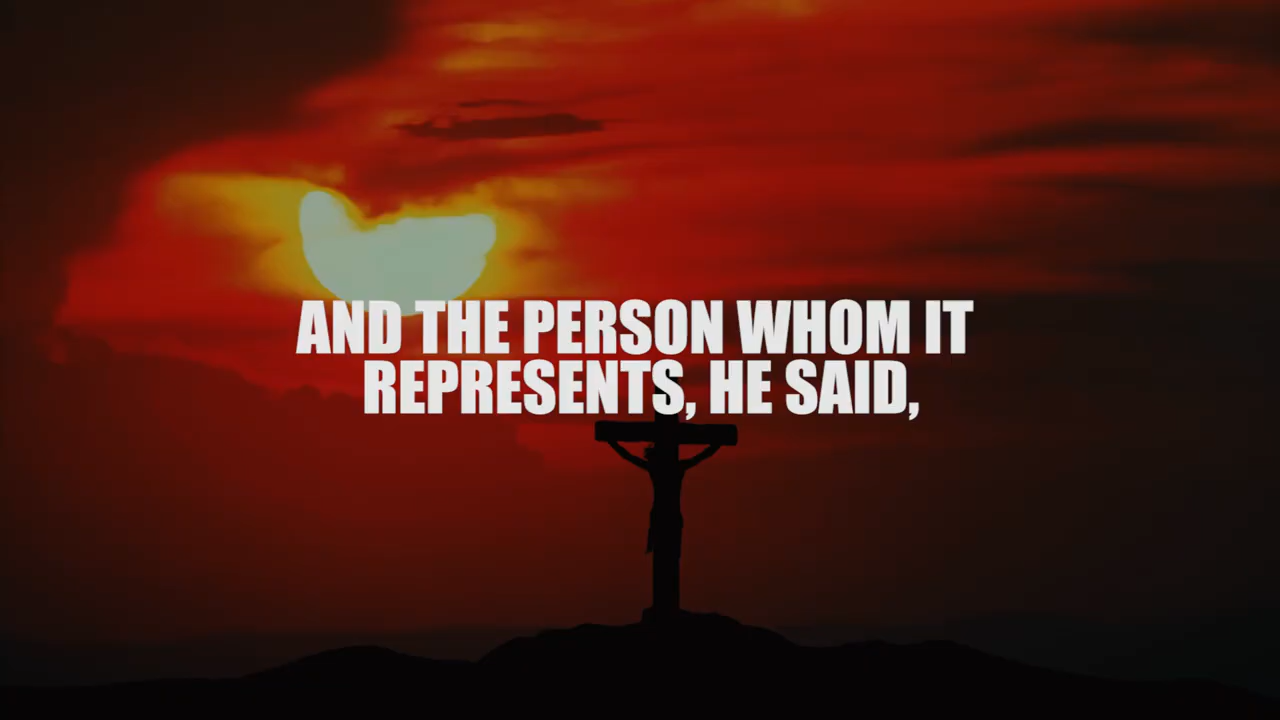 AND THE PERSON WHOM IT
REPRESENTS, HE SAID,